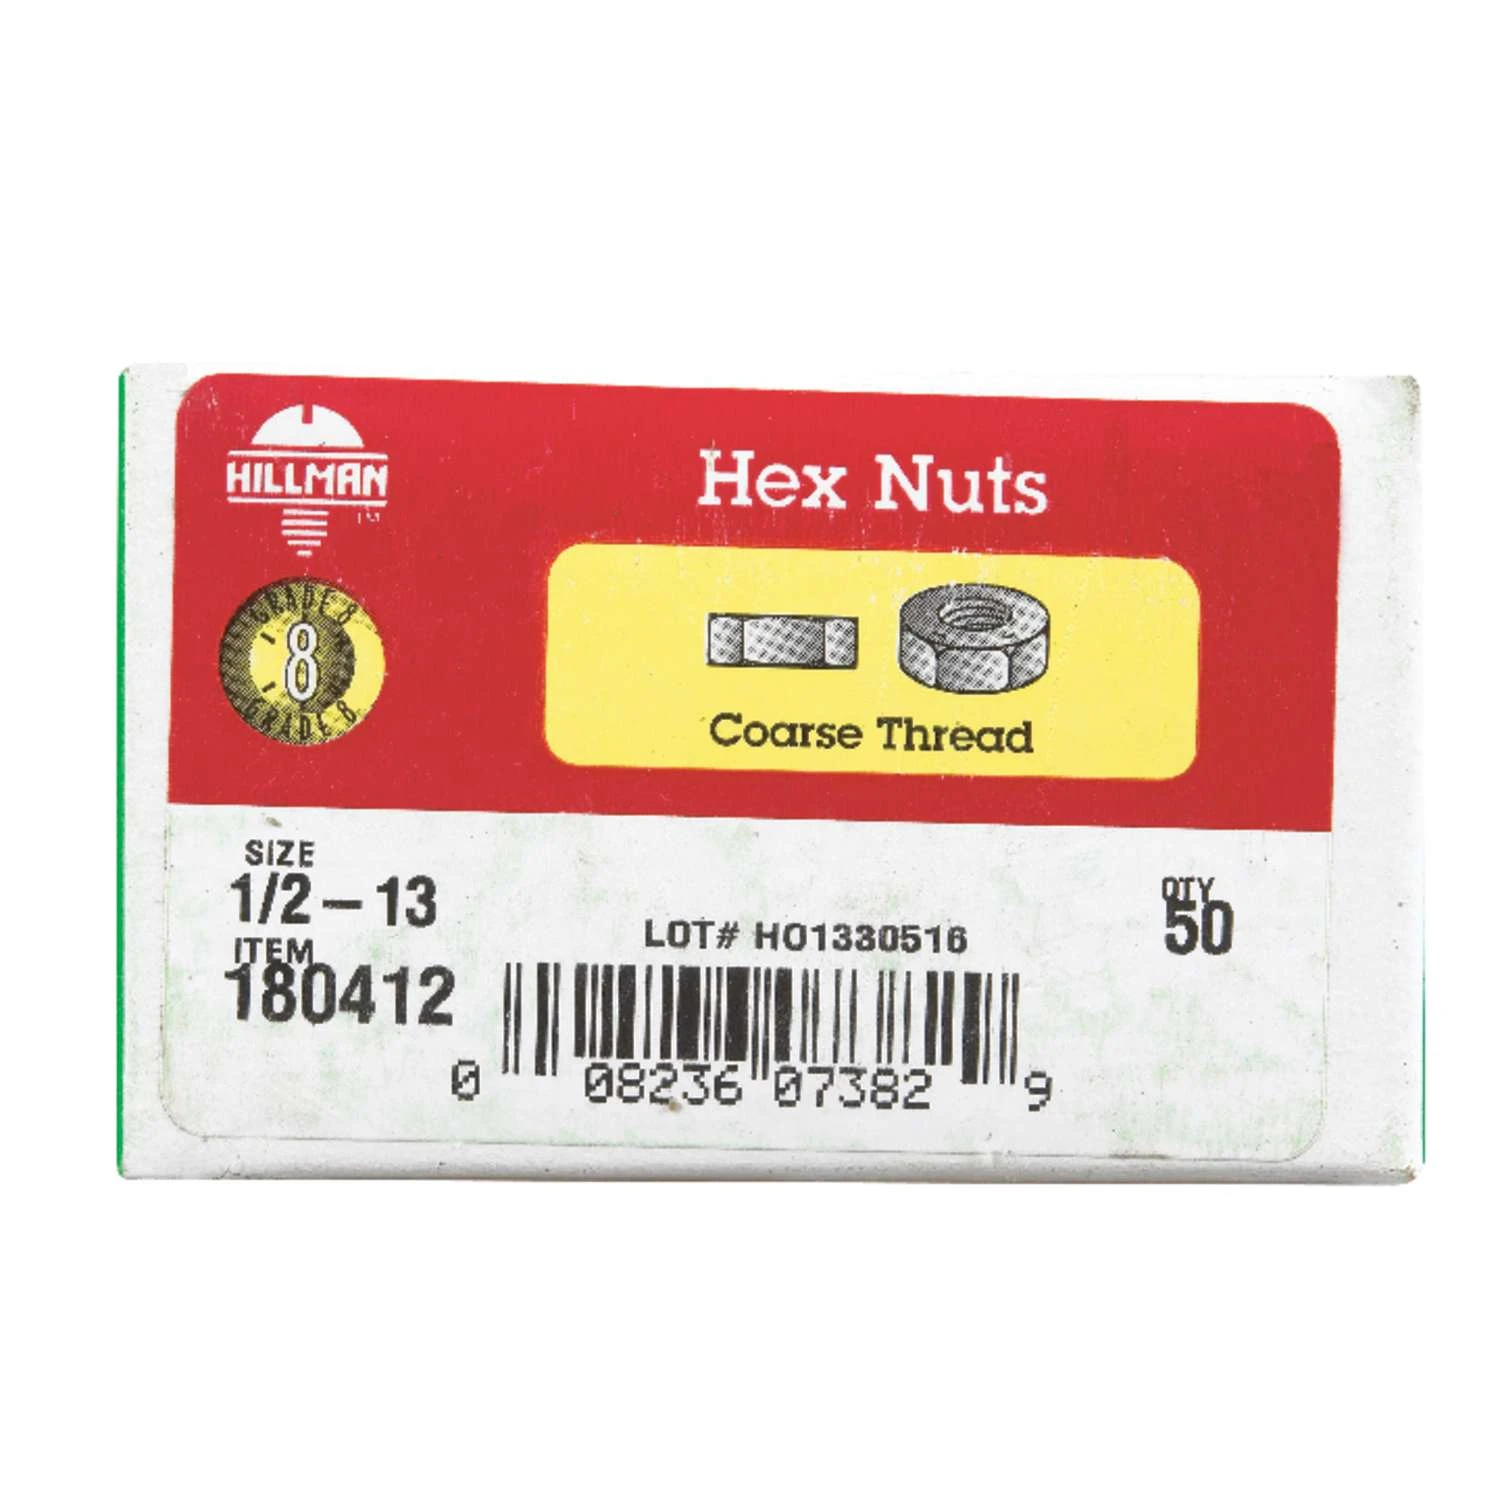 HILLMAN
TM
Hex Nuts
GRADE 8
8
GRADE 8
Coarse Thread
SIZE
1/2-13
ITEM
180412
LOT# HO1330516
QTY
50
0 08236 07382 9